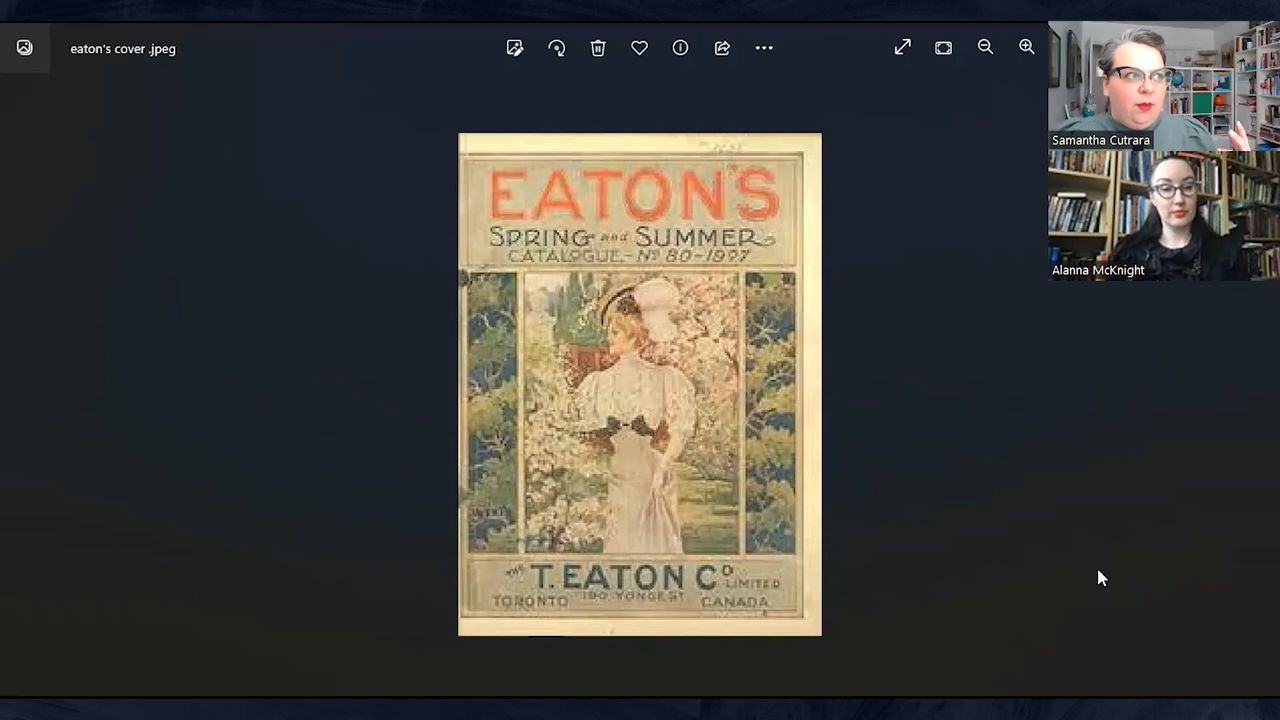 eaton's cover .jpeg
Samantha Cutrara
Alanna McKnight
EATON'S
SPRING and SUMMER
CATALOGUE - No 80 - 1907
THE T. EATON CO LIMITED
190 YONGE ST
TORONTO CANADA